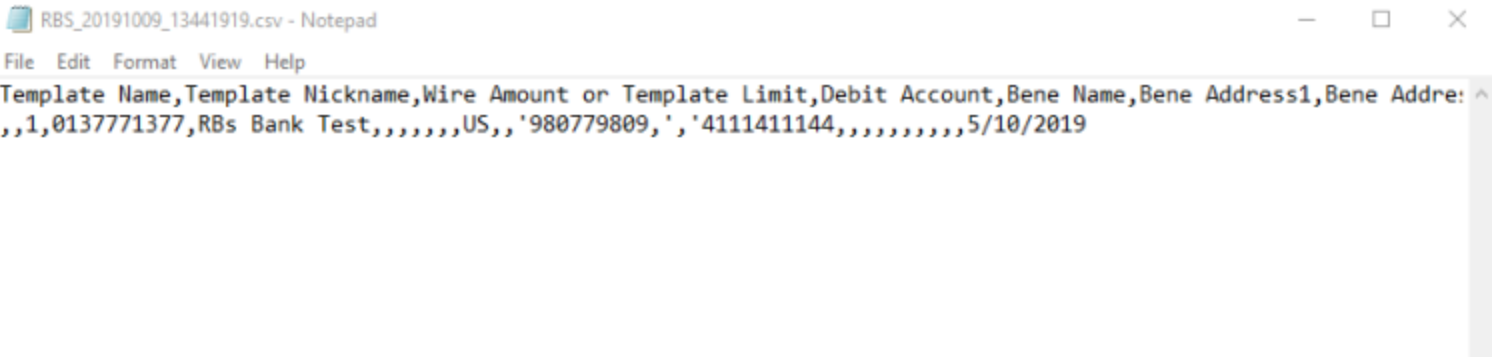 RBS_20191009_13441919.csv - Notepad
File Edit Format View Help
Template Name,Template Nickname,Wire Amount or Template Limit,Debit Account,Bene Name,Bene Address1,Bene Addres
,,1,0137771377,RBs Bank Test,,,,,,,US,,'980779809,','4111411144,,,,,,,,,,5/10/2019